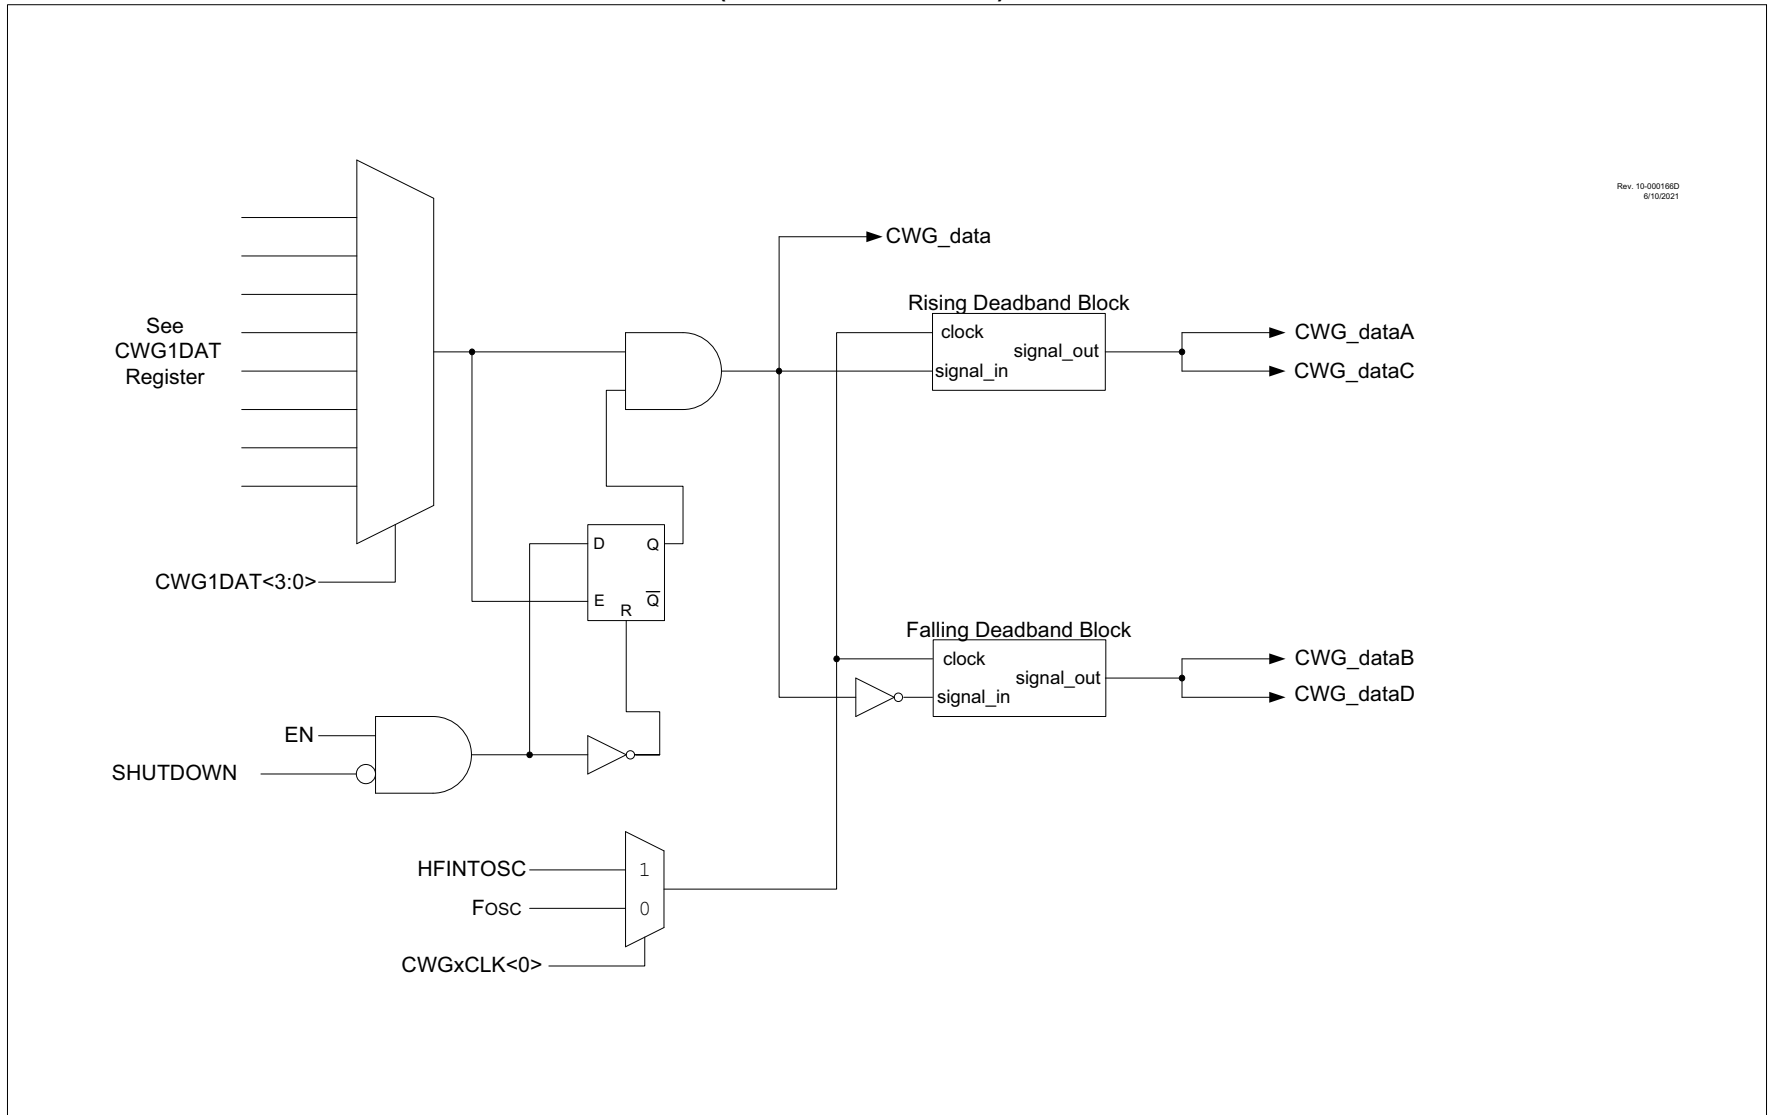 Rev. 10-000166D
6/10/2021
CWG_data
Rising Deadband Block
clock
signal_in
signal_out
CWG_dataA
CWG_dataC
See
CWG1DAT
Register
CWG1DAT<3:0>
D
Q
E
R
Q̅
Falling Deadband Block
clock
signal_in
signal_out
CWG_dataB
CWG_dataD
EN
SHUTDOWN
HFINTOSC
1
FOSC
0
CWGxCLK<0>